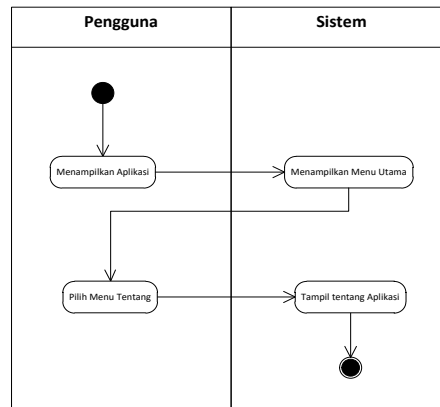 Pengguna
Sistem
Menampilkan Aplikasi
Menampilkan Menu Utama
Pilih Menu Tentang
Tampil tentang Aplikasi